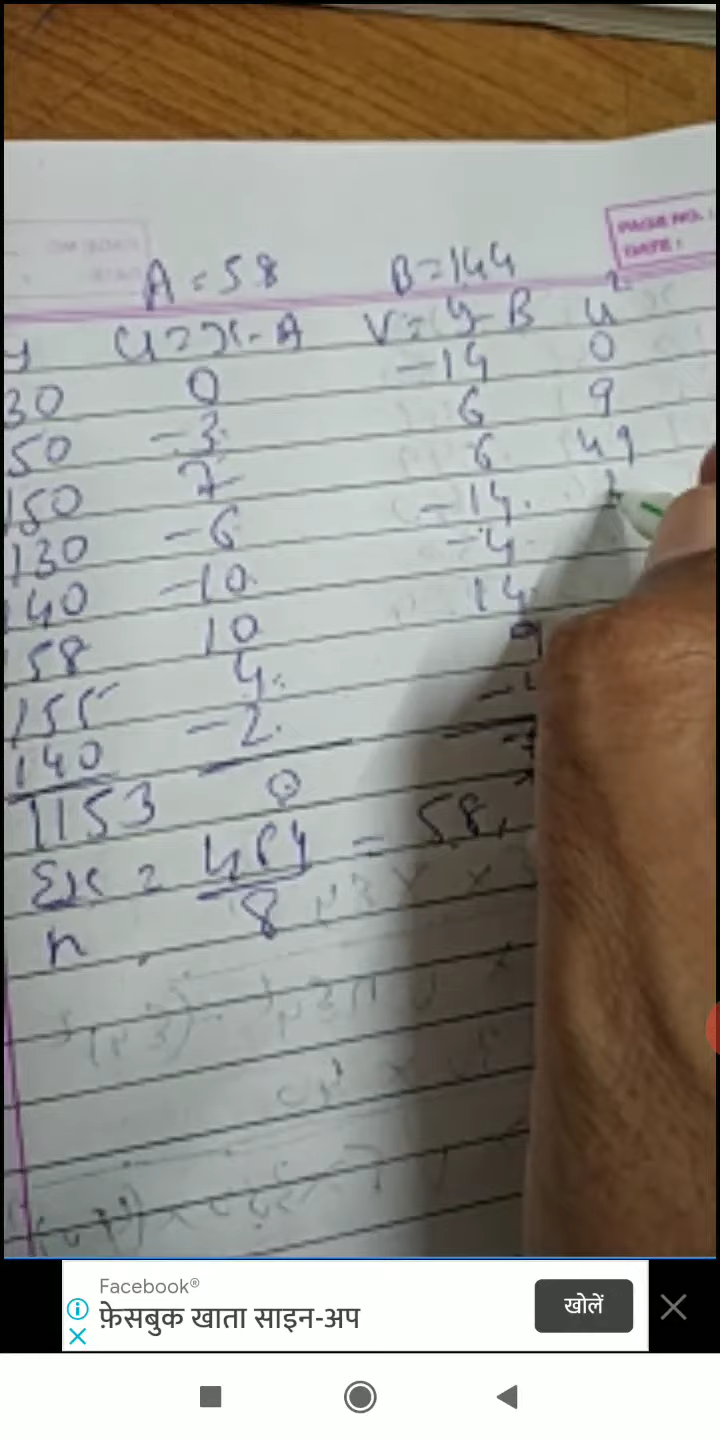 PAGE NO. :
DATE :
A = 58 B = 144
y u = x - A V = y - B u²
30 0 -14 0
50 -3 6 9
150 7 6 49
130 -6 -14
140 -10 -4
158 10 14
155 4 9
140 -2
1153 0
Σx = 464 = 58
n 8
Facebook®
फ़ेसबुक खाता साइन-अप
खोलें